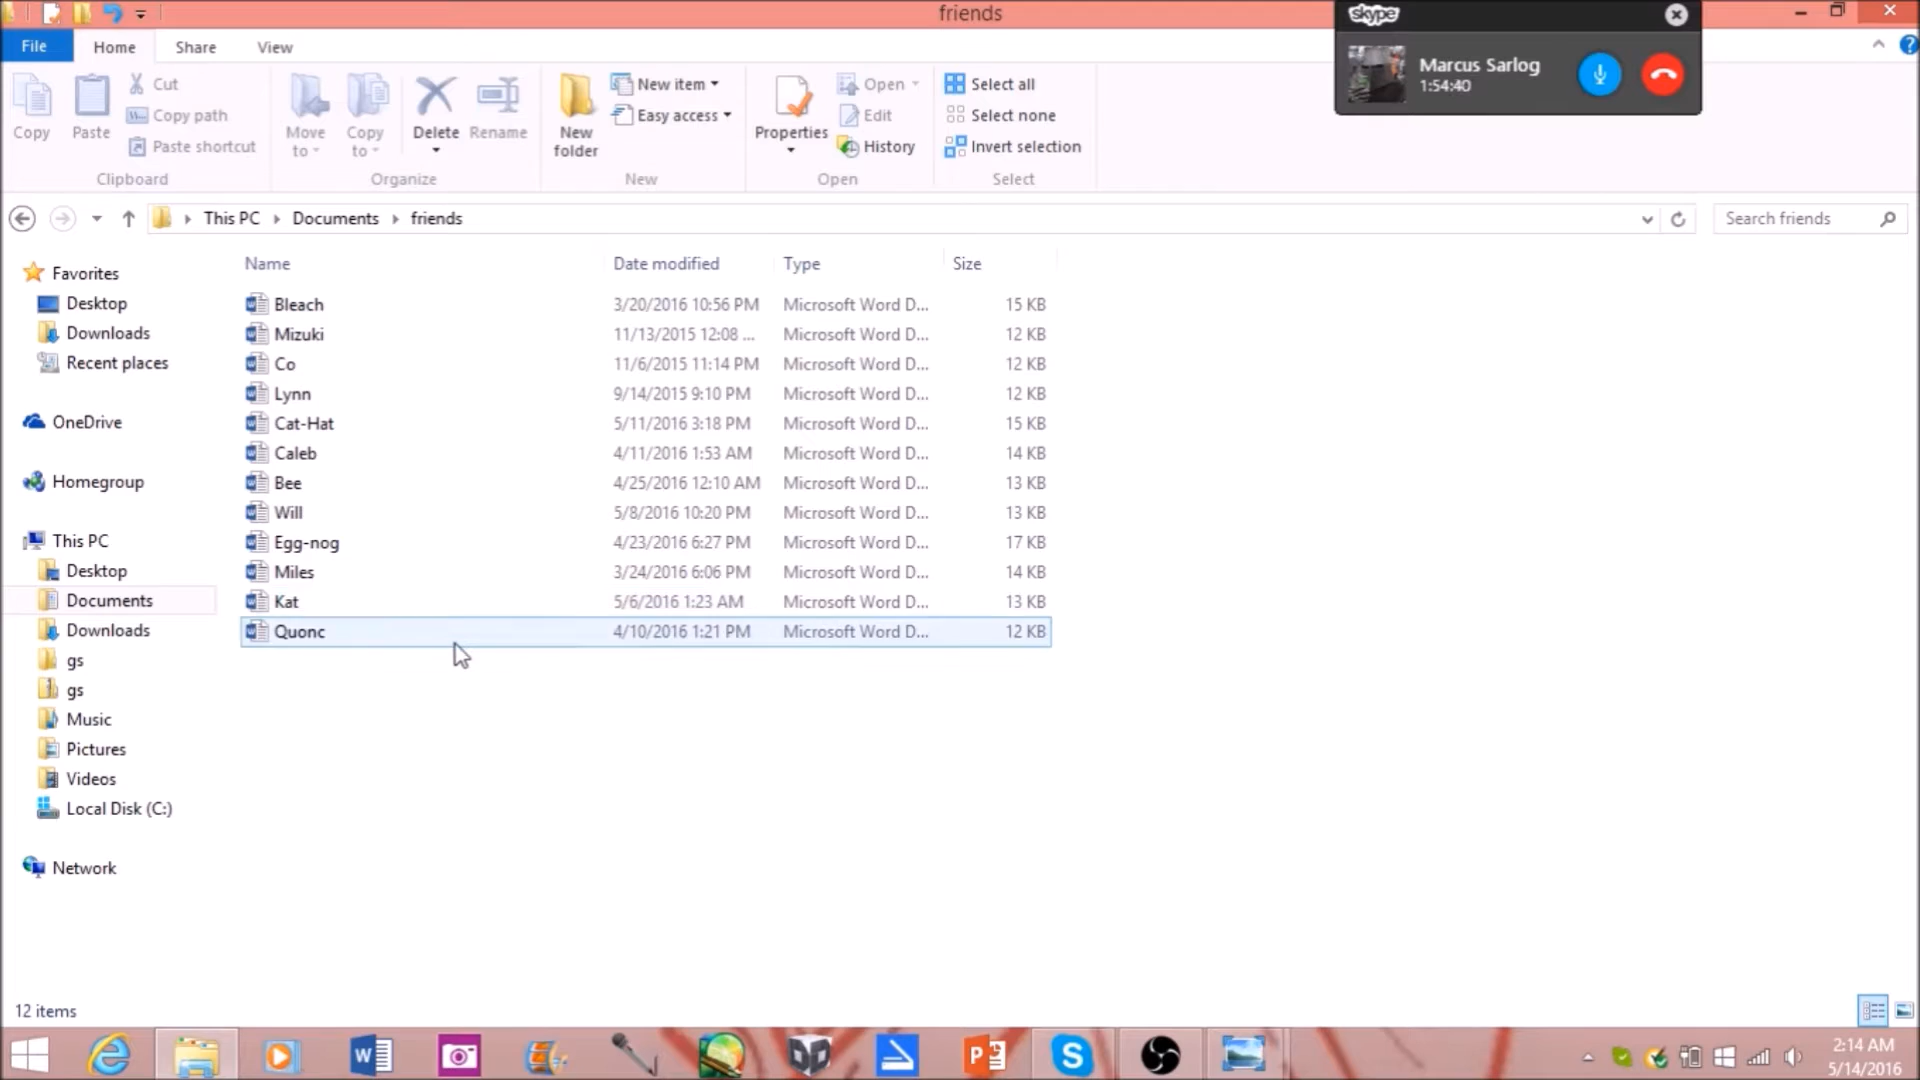 friends
skype
Marcus Sarlog
1:54:40
File Home Share View
Copy
Paste
Cut
Copy path
Paste shortcut
Clipboard
Move to
Copy to
Delete
Rename
Organize
New folder
New item
Easy access
New
Properties
Open
Edit
History
Open
Select all
Select none
Invert selection
Select
This PC Documents friends
Search friends
Name Date modified Type Size
Bleach 3/20/2016 10:56 PM Microsoft Word D... 15 KB
Mizuki 11/13/2015 12:08 ... Microsoft Word D... 12 KB
Co 11/6/2015 11:14 PM Microsoft Word D... 12 KB
Lynn 9/14/2015 9:10 PM Microsoft Word D... 12 KB
Cat-Hat 5/11/2016 3:18 PM Microsoft Word D... 15 KB
Caleb 4/11/2016 1:53 AM Microsoft Word D... 14 KB
Bee 4/25/2016 12:10 AM Microsoft Word D... 13 KB
Will 5/8/2016 10:20 PM Microsoft Word D... 13 KB
Egg-nog 4/23/2016 6:27 PM Microsoft Word D... 17 KB
Miles 3/24/2016 6:06 PM Microsoft Word D... 14 KB
Kat 5/6/2016 1:23 AM Microsoft Word D... 13 KB
Quonc 4/10/2016 1:21 PM Microsoft Word D... 12 KB
Favorites
Desktop
Downloads
Recent places
OneDrive
Homegroup
This PC
Desktop
Documents
Downloads
gs
gs
Music
Pictures
Videos
Local Disk (C:)
Network
12 items
2:14 AM
5/14/2016